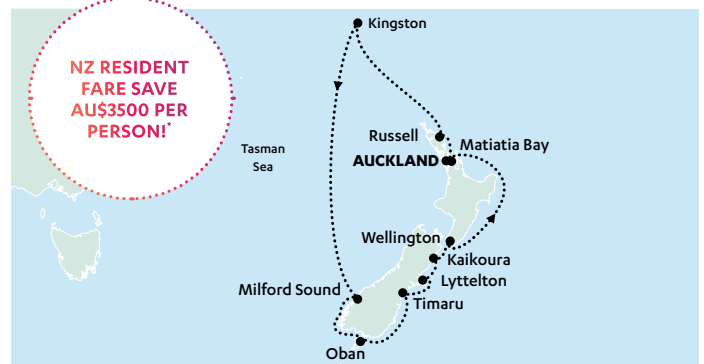 NZ RESIDENT
FARE SAVE
AU$3500 PER
PERSON!*
Kingston
Russell
Matiatia Bay
AUCKLAND
Tasman
Sea
Wellington
Kaikoura
Lyttelton
Milford Sound
Timaru
Oban